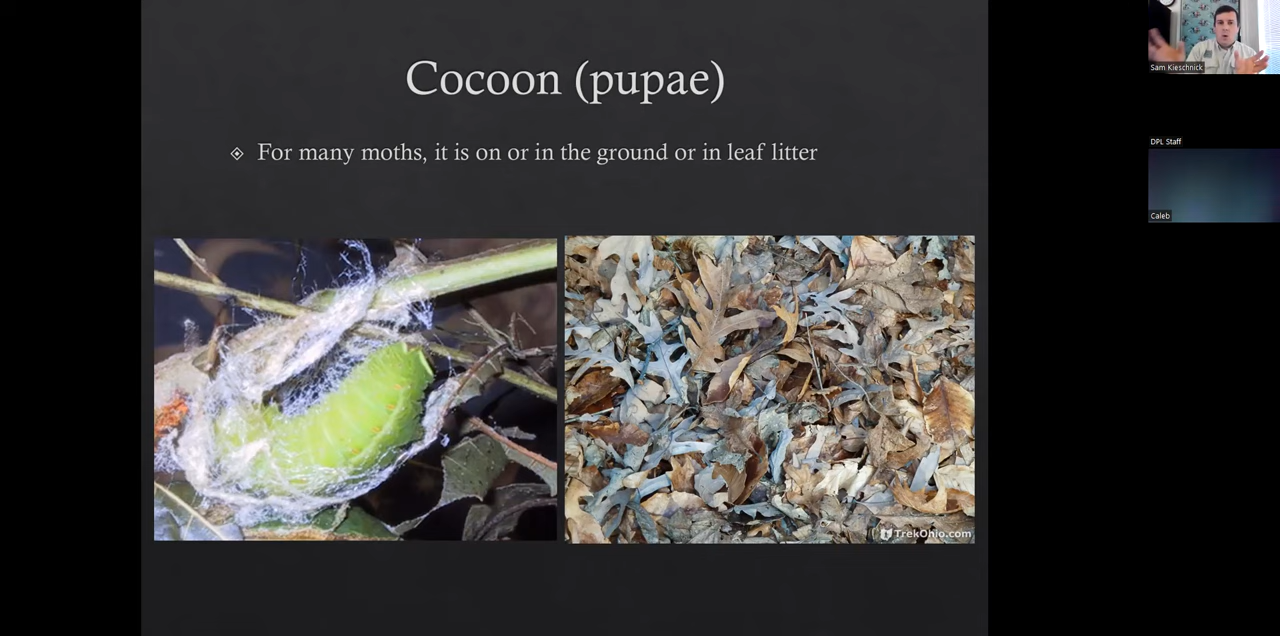 Cocoon (pupae)
For many moths, it is on or in the ground or in leaf litter
TrekOhio.com
Sam Kieschnick
DPL Staff
Caleb